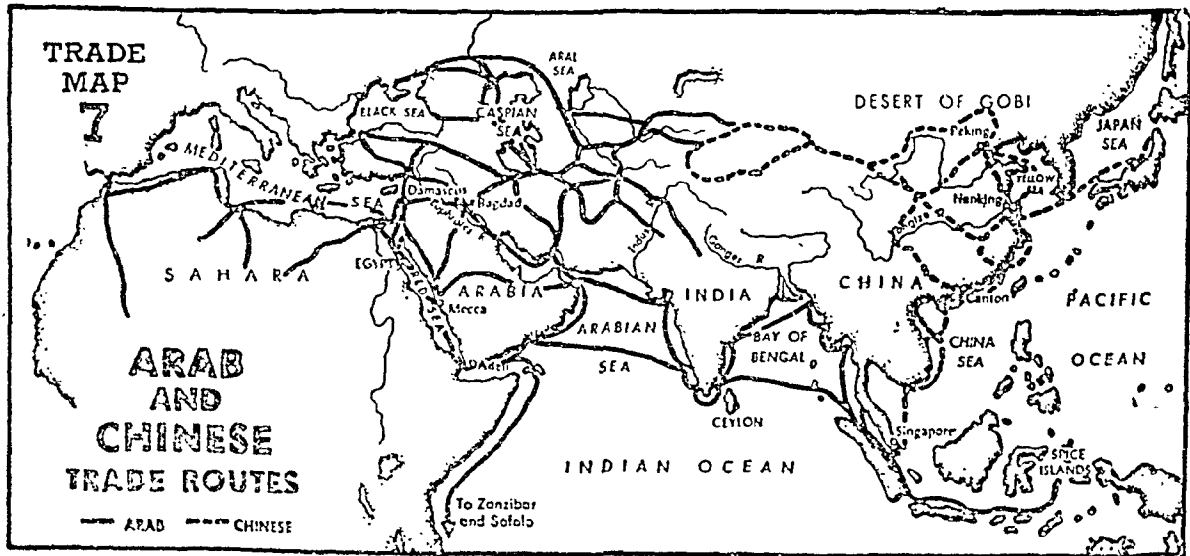 TRADE
MAP
7
ARAL
SEA
BLACK SEA
CASPIAN
SEA
DESERT OF GOBI
Peking
JAPAN
SEA
MEDITERRANEAN SEA
Damascus
Bagdad
YELLOW
SEA
Nanking
Indus
Ganges R
SAHARA
EGYPT
RED SEA
ARABIA
Mecca
INDIA
CHINA
Canton
PACIFIC
OCEAN
ARABIAN
SEA
BAY OF
BENGAL
CHINA
SEA
Aden
CEYLON
Singapore
SPICE
ISLANDS
INDIAN OCEAN
To Zanzibar
and Sofala
ARAB
AND
CHINESE
TRADE ROUTES
ARAB
CHINESE